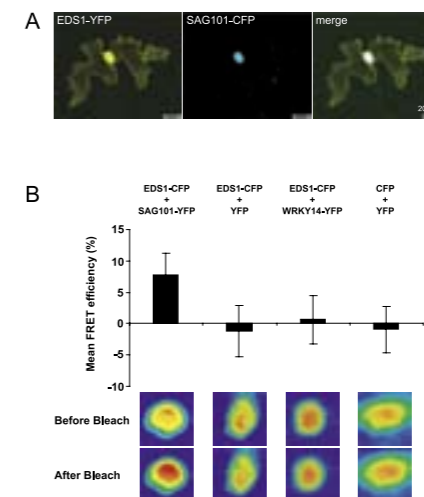 A
EDS1-YFP
SAG101-CFP
merge
20
B
EDS1-CFP
+
SAG101-YFP
EDS1-CFP
+
YFP
EDS1-CFP
+
WRKY14-YFP
CFP
+
YFP
Mean FRET efficiency (%)
15
10
5
0
-5
-10
Before Bleach
After Bleach